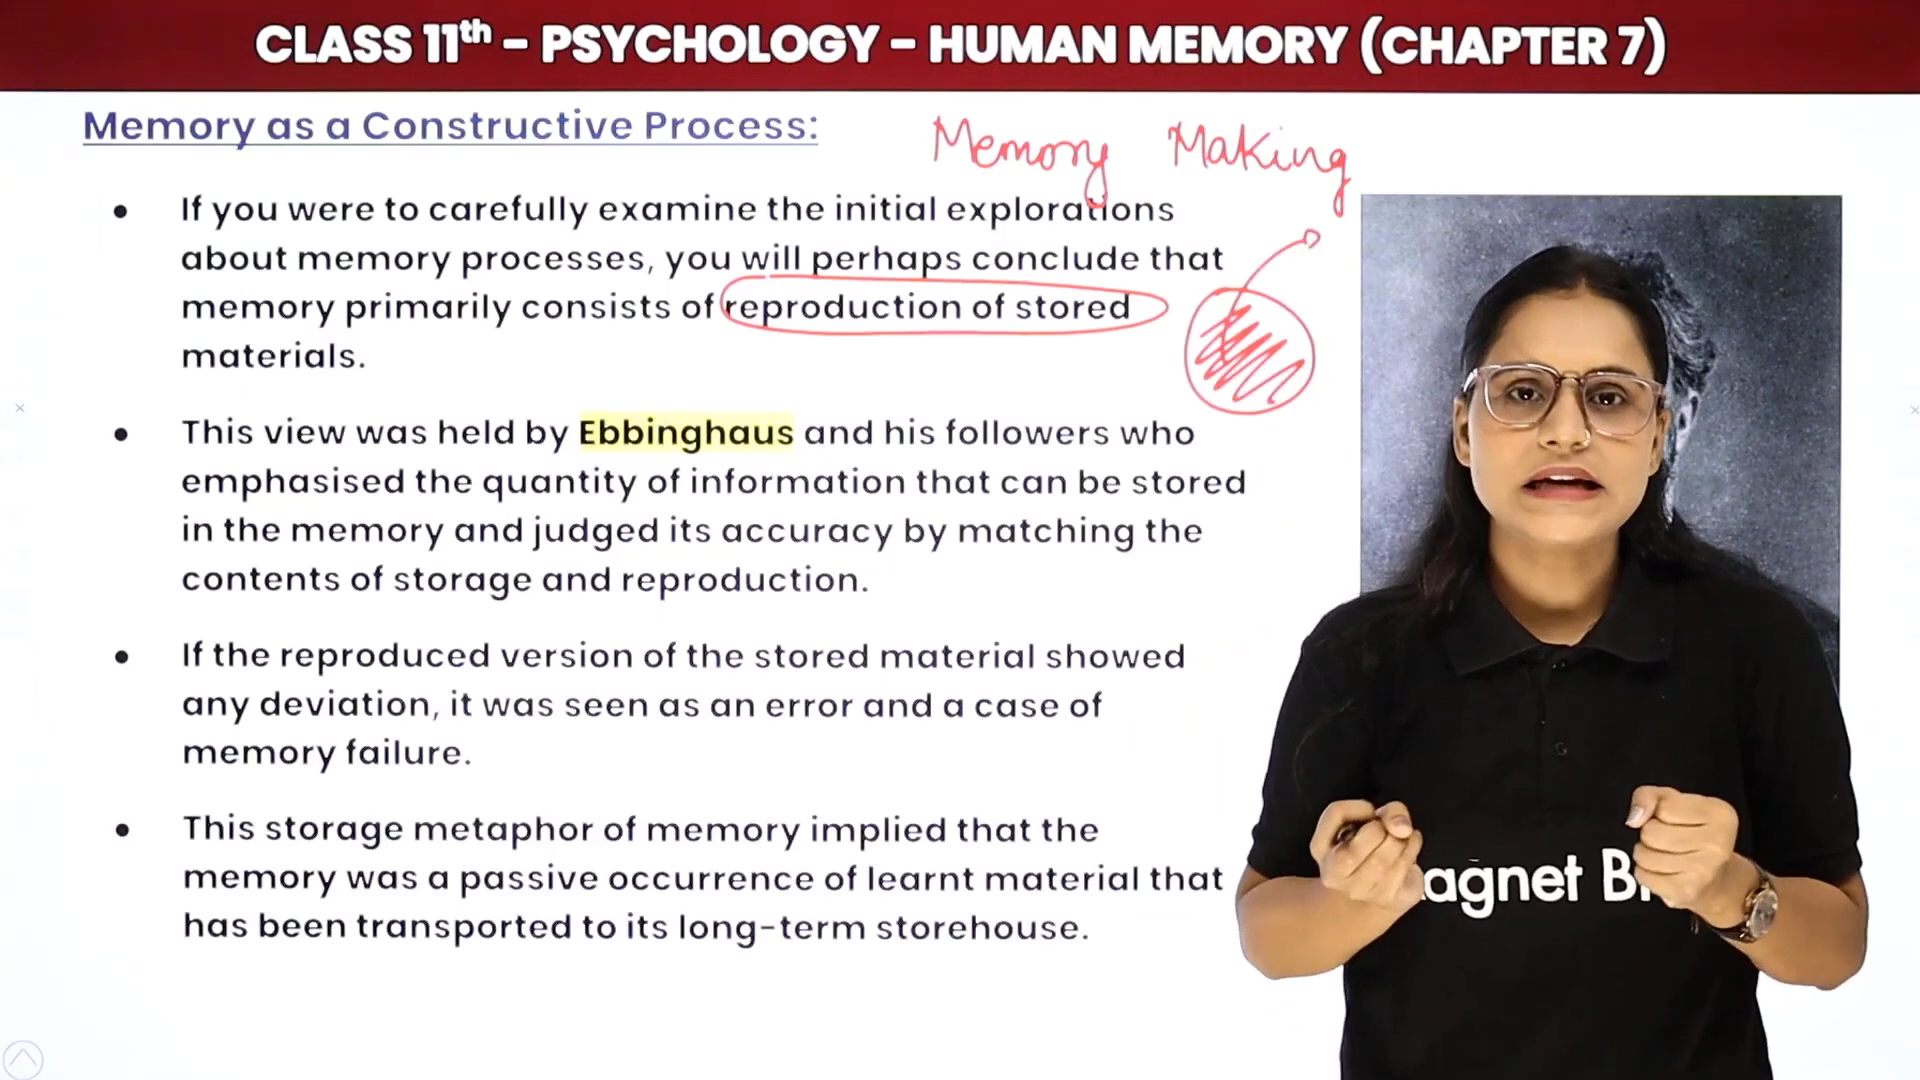 CLASS 11th – PSYCHOLOGY – HUMAN MEMORY (CHAPTER 7)
Memory as a Constructive Process:
Memory Making
• If you were to carefully examine the initial explorations
about memory processes, you will perhaps conclude that
memory primarily consists of reproduction of stored
materials.
• This view was held by Ebbinghaus and his followers who
emphasised the quantity of information that can be stored
in the memory and judged its accuracy by matching the
contents of storage and reproduction.
• If the reproduced version of the stored material showed
any deviation, it was seen as an error and a case of
memory failure.
• This storage metaphor of memory implied that the
memory was a passive occurrence of learnt material that
has been transported to its long-term storehouse.
agnet B